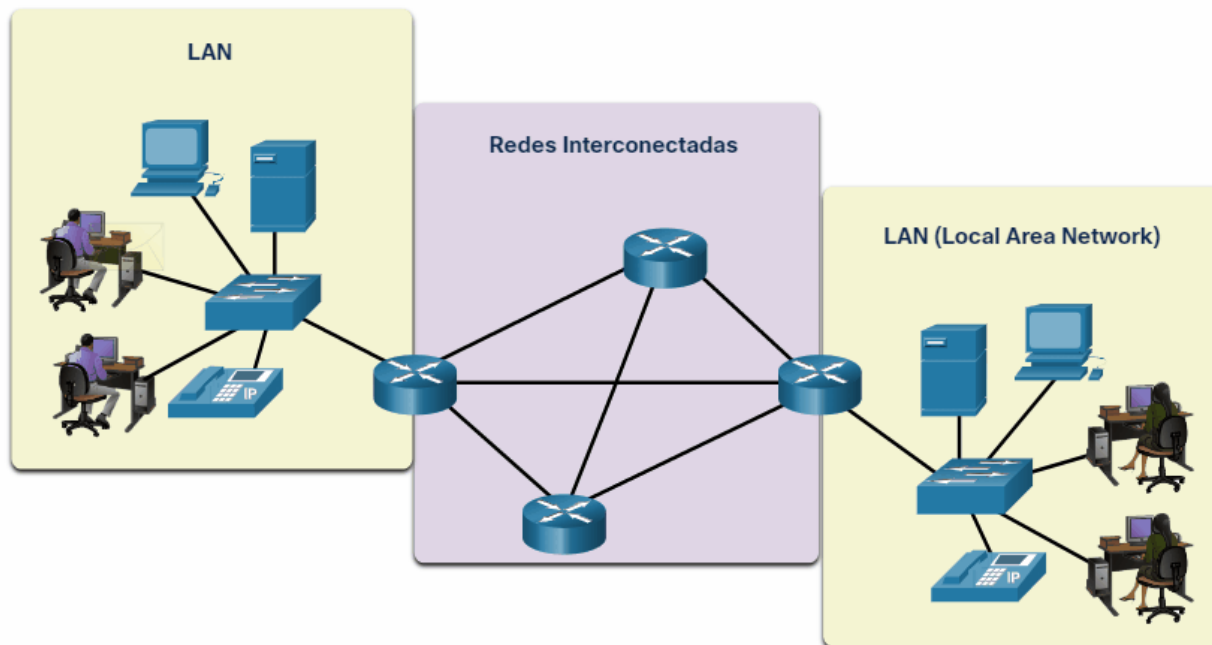 LAN
Redes Interconectadas
LAN (Local Area Network)
IP
IP